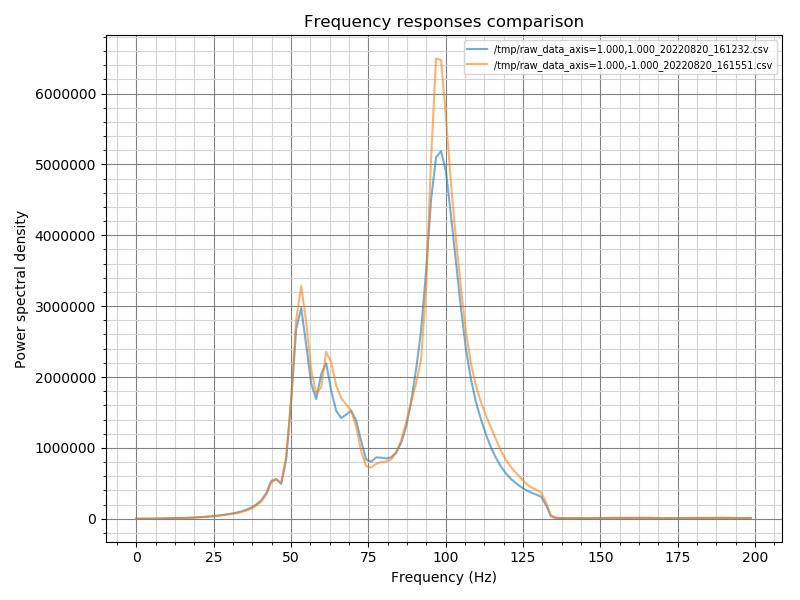 Frequency responses comparison
/tmp/raw_data_axis=1.000,1.000_20220820_161232.csv
/tmp/raw_data_axis=1.000,-1.000_20220820_161551.csv
Power spectral density
6000000
5000000
4000000
3000000
2000000
1000000
0
0 25 50 75 100 125 150 175 200
Frequency (Hz)